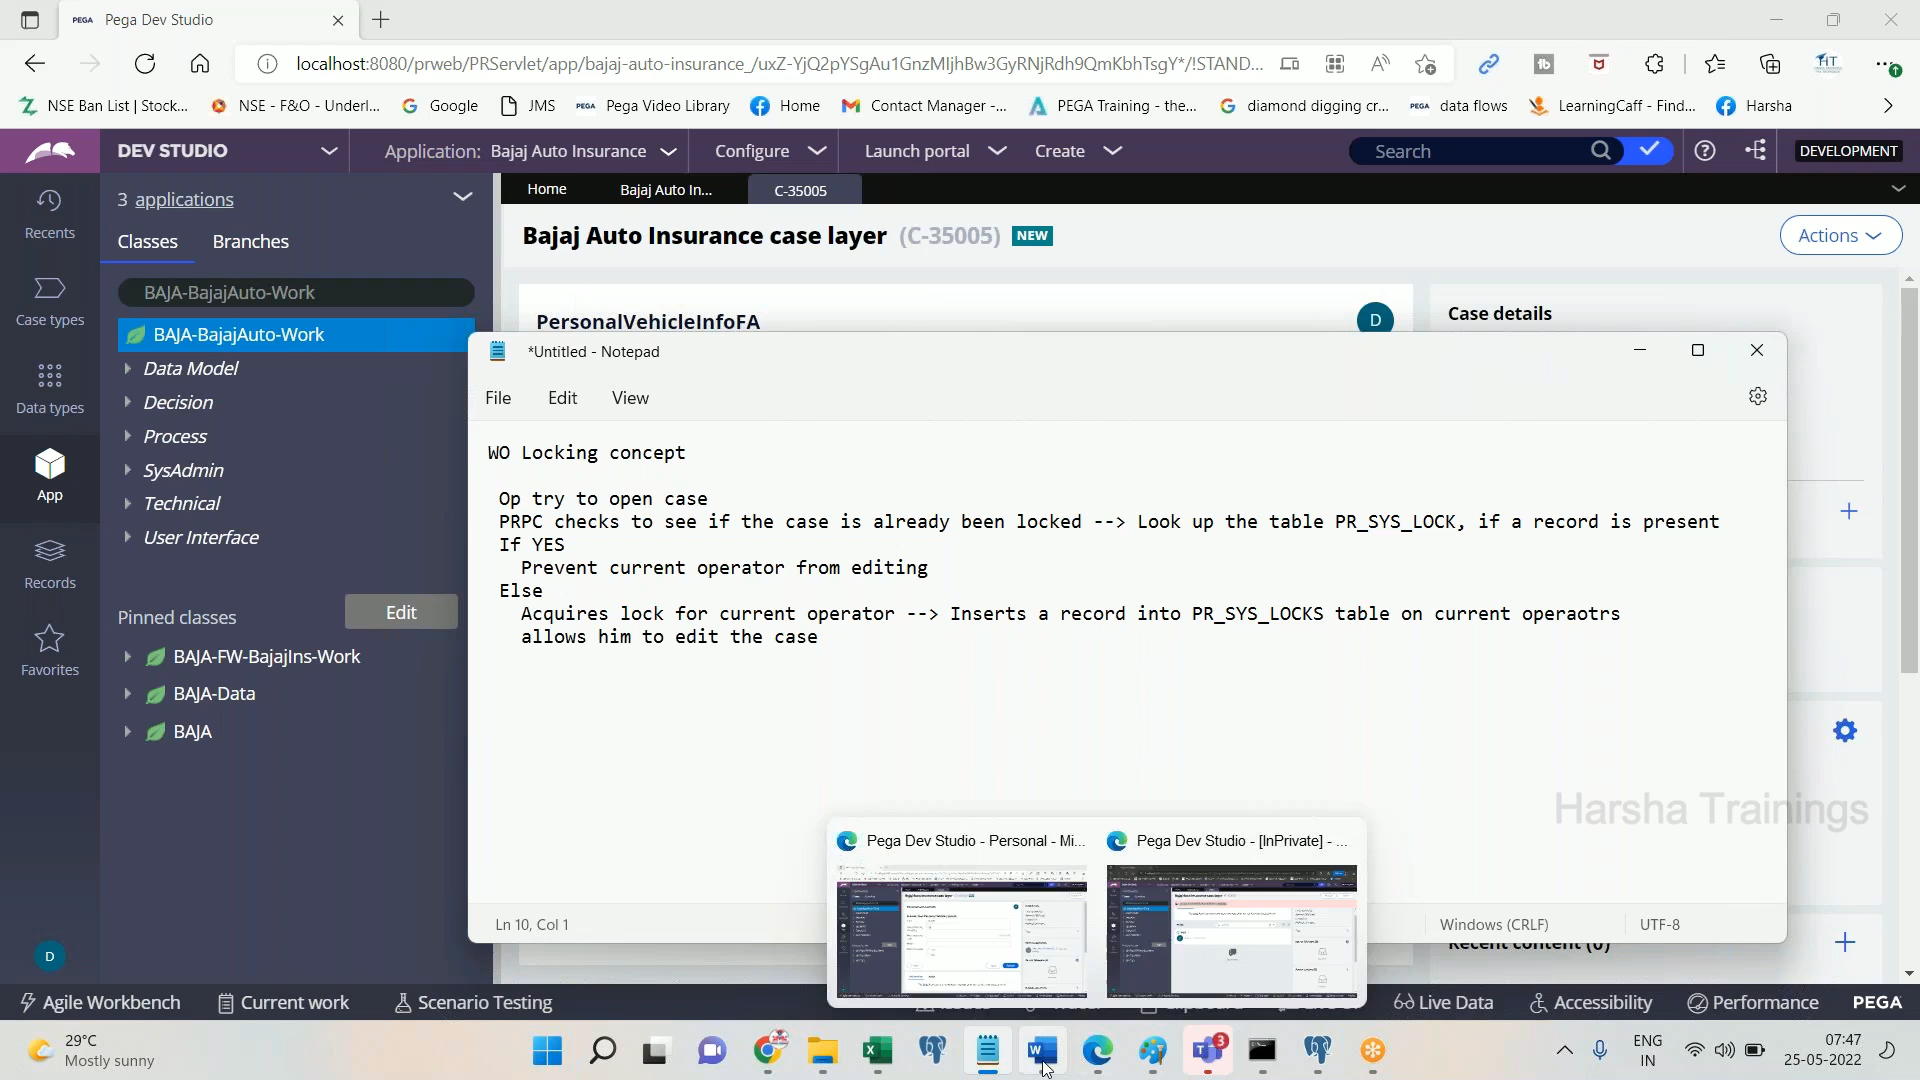 PEGA Pega Dev Studio
localhost:8080/prweb/PRServlet/app/bajaj-auto-insurance_/uxZ-YjQ2pYSgAu1GnzMIjhBw3GyRNjRdh9QmKbhTsgY*/!STAND...
NSE Ban List | Stock... NSE - F&O - Underl... Google JMS PEGA Pega Video Library Home Contact Manager -... PEGA Training - the... diamond digging cr... PEGA data flows LearningCaff - Find... Harsha
DEV STUDIO Application: Bajaj Auto Insurance Configure Launch portal Create Search DEVELOPMENT
Recents
Case types
Data types
App
Records
Favorites
D
3 applications
Classes Branches
BAJA-BajajAuto-Work
BAJA-BajajAuto-Work
Data Model
Decision
Process
SysAdmin
Technical
User Interface
Pinned classes Edit
BAJA-FW-BajajIns-Work
BAJA-Data
BAJA
Home Bajaj Auto In... C-35005
Bajaj Auto Insurance case layer (C-35005) NEW Actions
PersonalVehicleInfoFA D Case details
*Untitled - Notepad
File Edit View
WO Locking concept
Op try to open case
PRPC checks to see if the case is already been locked --> Look up the table PR_SYS_LOCK, if a record is present
If YES
Prevent current operator from editing
Else
Acquires lock for current operator --> Inserts a record into PR_SYS_LOCKS table on current operaotrs
allows him to edit the case
Harsha Trainings
Pega Dev Studio - Personal - Mi... Pega Dev Studio - [InPrivate] - ...
Ln 10, Col 1 Windows (CRLF) UTF-8
Recent content (0)
Agile Workbench Current work Scenario Testing Live Data Accessibility Performance PEGA
29°C
Mostly sunny
3
ENG
IN
07:47
25-05-2022